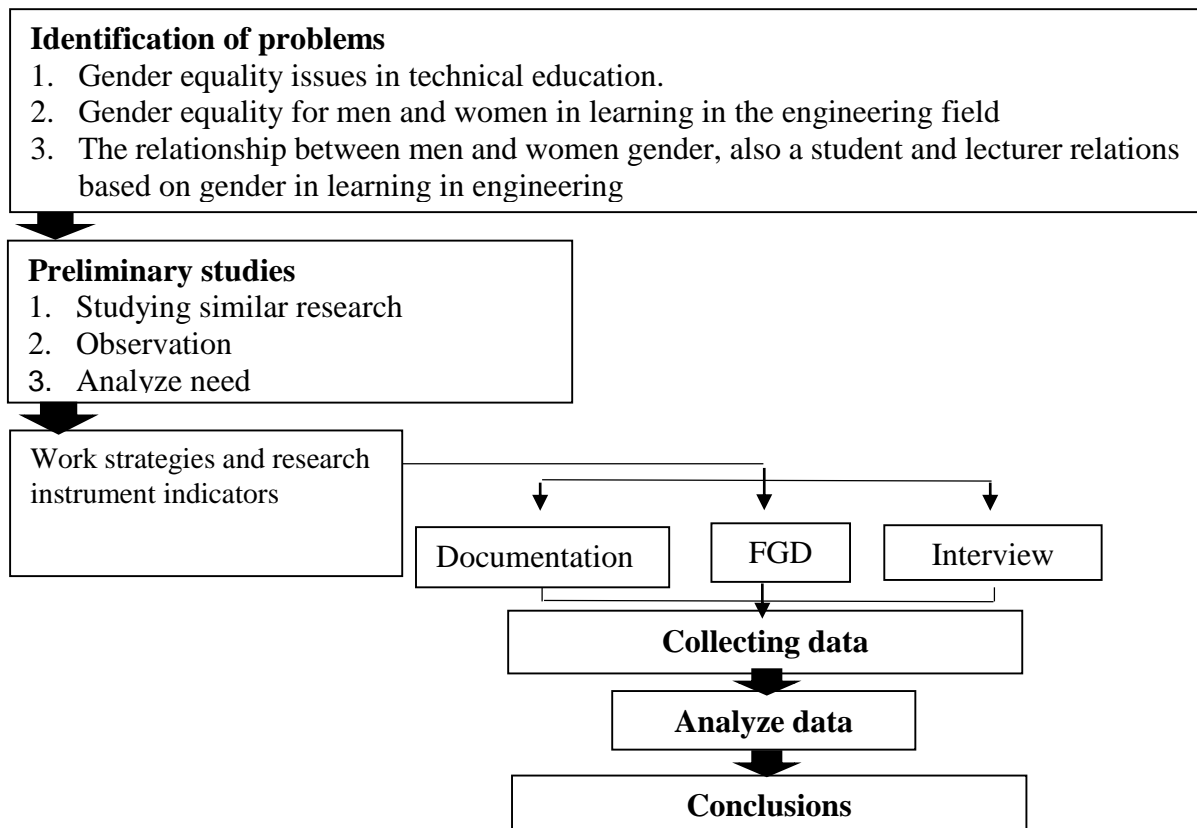 Identification of problems
1. Gender equality issues in technical education.
2. Gender equality for men and women in learning in the engineering field
3. The relationship between men and women gender, also a student and lecturer relations
based on gender in learning in engineering
Preliminary studies
1. Studying similar research
2. Observation
3. Analyze need
Work strategies and research
instrument indicators
Documentation
FGD
Interview
Collecting data
Analyze data
Conclusions